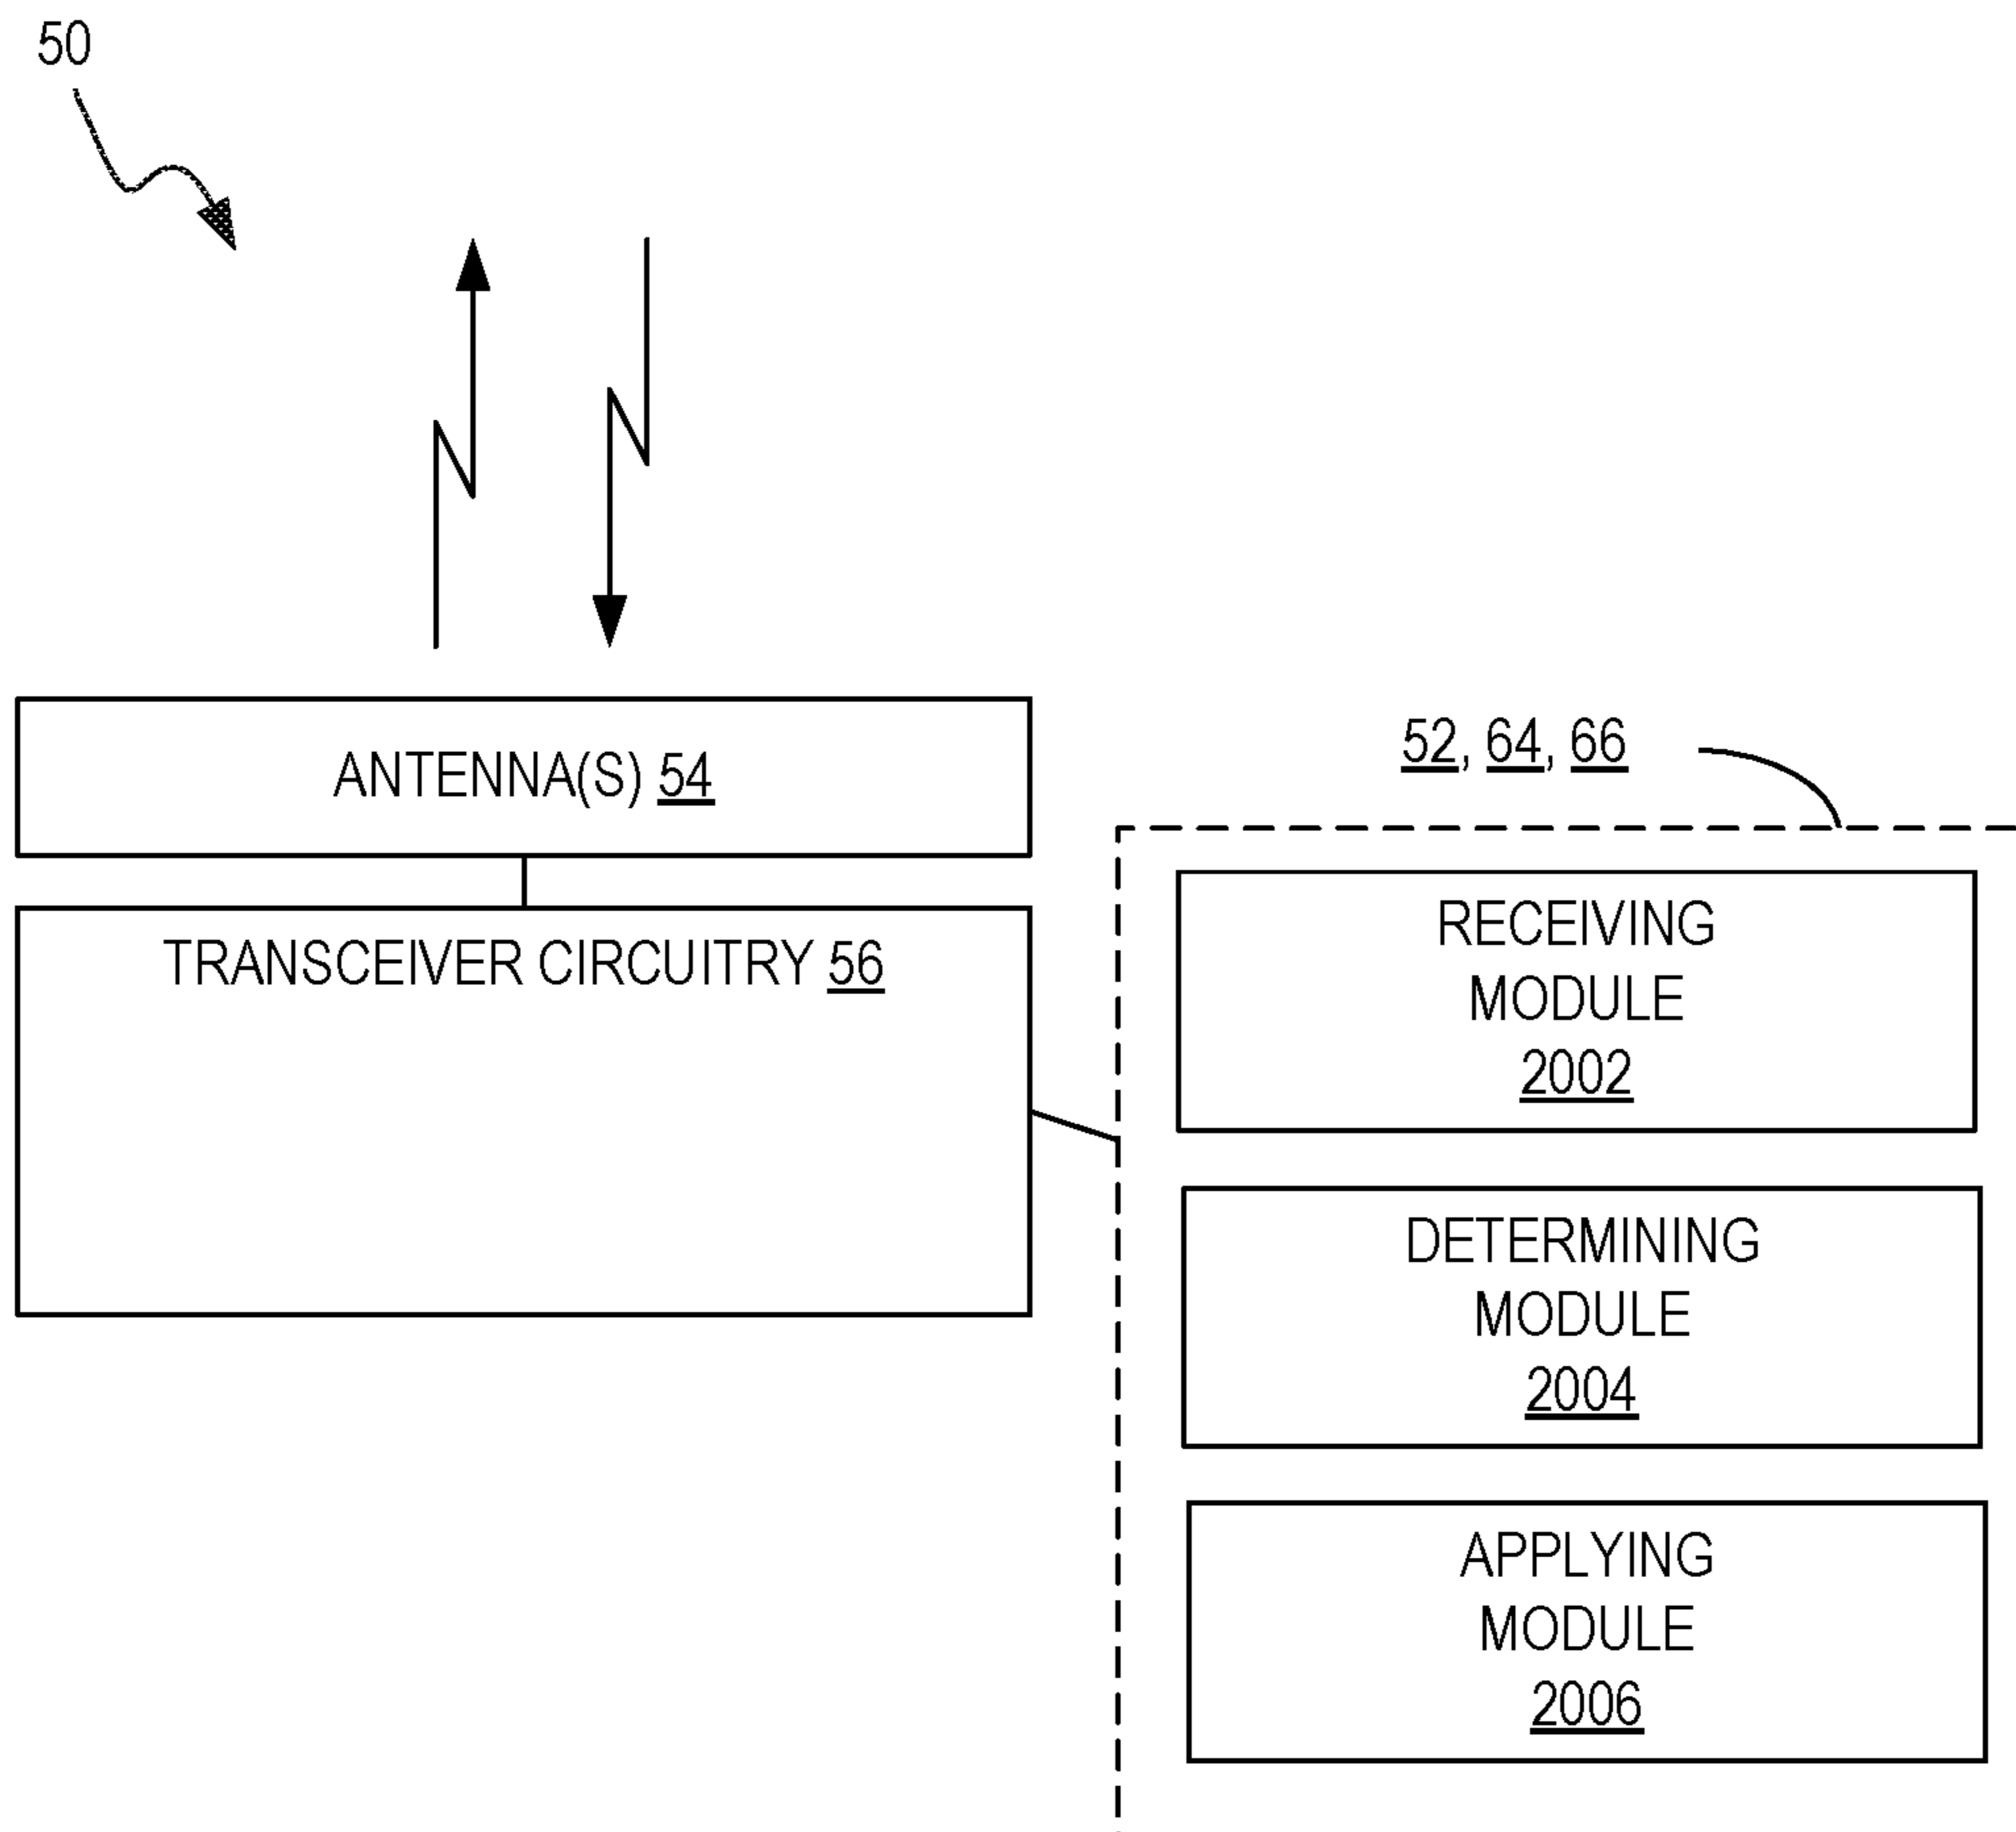 50
ANTENNA(S) 54
52, 64, 66
TRANSCEIVER CIRCUITRY 56
RECEIVING
MODULE
2002
DETERMINING
MODULE
2004
APPLYING
MODULE
2006